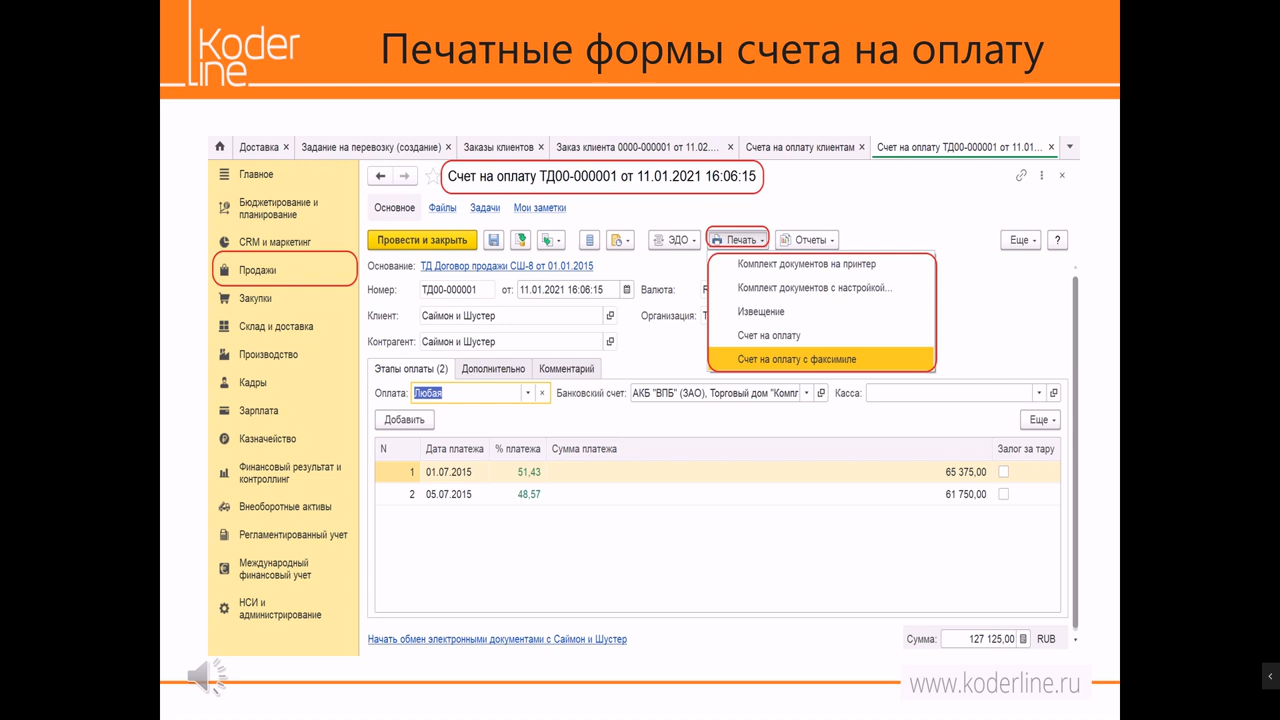 Koder
line
Печатные формы счета на оплату
Доставка × Задание на перевозку (создание) × Заказы клиентов × Заказ клиента 0000-000001 от 11.02.... × Счета на оплату клиентам × Счет на оплату ТД00-000001 от 11.01... ×
Главное
Бюджетирование и
планирование
CRM и маркетинг
Продажи
Закупки
Склад и доставка
Производство
Кадры
Зарплата
Казначейство
Финансовый результат и
контроллинг
Внеоборотные активы
Регламентированный учет
Международный
финансовый учет
НСИ и
администрирование
Счет на оплату ТД00-000001 от 11.01.2021 16:06:15
Основное Файлы Задачи Мои заметки
Провести и закрыть ЭДО Печать Отчеты Еще ?
Основание: ТД Договор продажи СШ-8 от 01.01.2015
Номер: ТД00-000001 от: 11.01.2021 16:06:15 Валюта:
Клиент: Саймон и Шустер Организация:
Контрагент: Саймон и Шустер
Комплект документов на принтер
Комплект документов с настройкой...
Извещение
Счет на оплату
Счет на оплату с факсимиле
Этапы оплаты (2) Дополнительно Комментарий
Оплата: Любая Банковский счет: АКБ "ВПБ" (ЗАО), Торговый дом "Компл Касса:
Добавить Еще
N Дата платежа % платежа Сумма платежа Залог за тару
1 01.07.2015 51,43 65 375,00
2 05.07.2015 48,57 61 750,00
Начать обмен электронными документами с Саймон и Шустер
Сумма: 127 125,00 RUB
www.koderline.ru